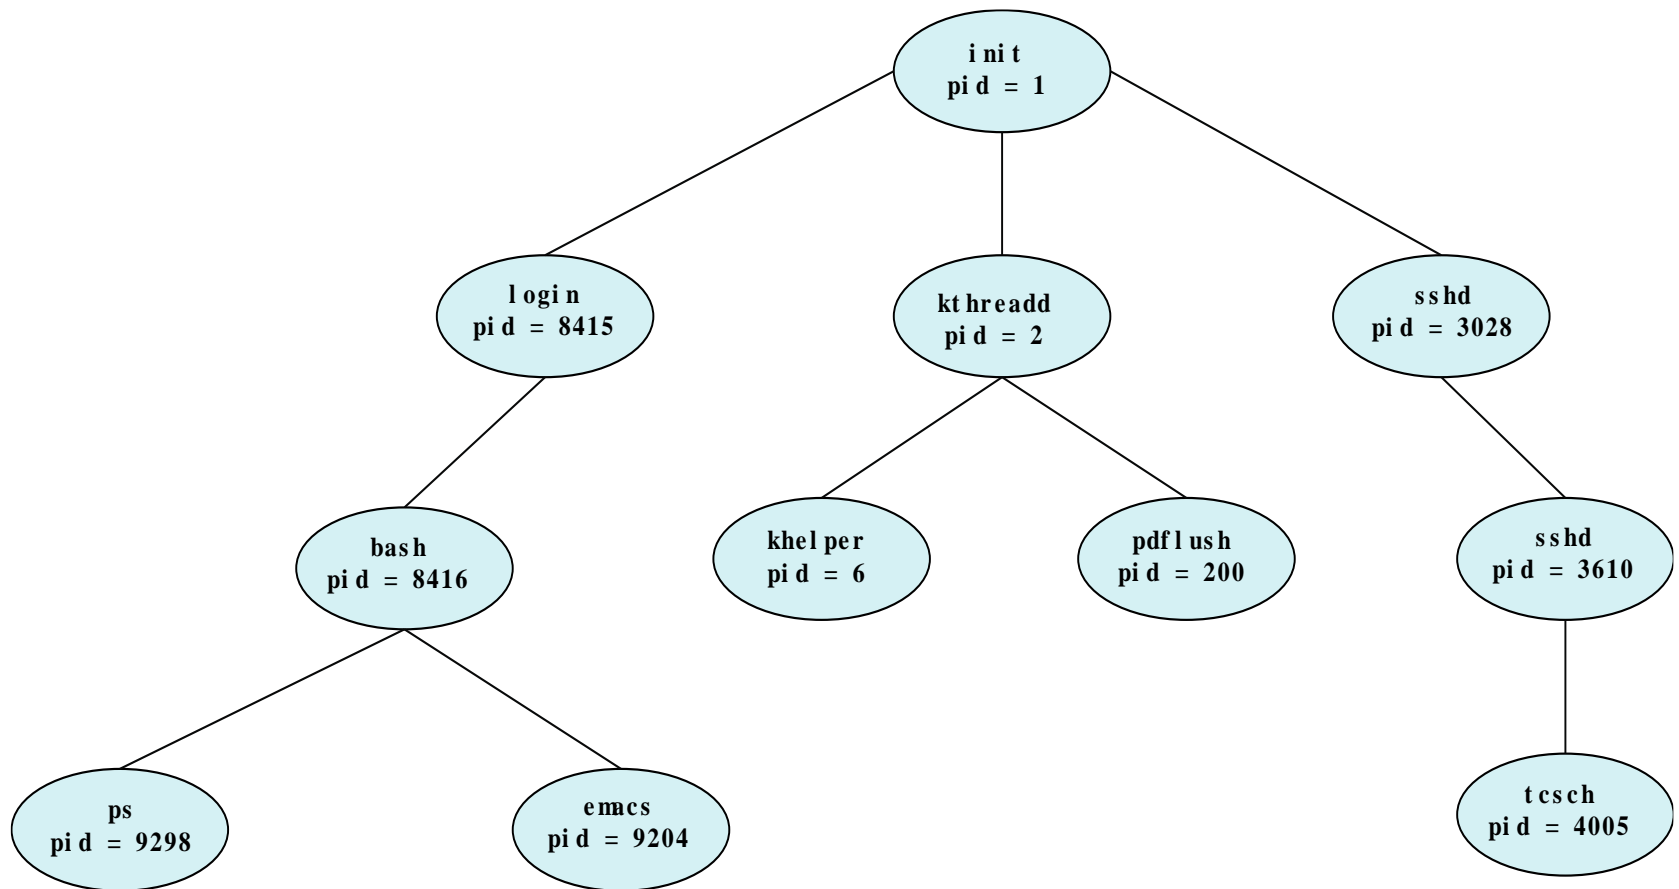 init
pid = 1
login
pid = 8415
kthreadd
pid = 2
sshd
pid = 3028
bash
pid = 8416
khelper
pid = 6
pdflush
pid = 200
sshd
pid = 3610
ps
pid = 9298
emacs
pid = 9204
tcsch
pid = 4005